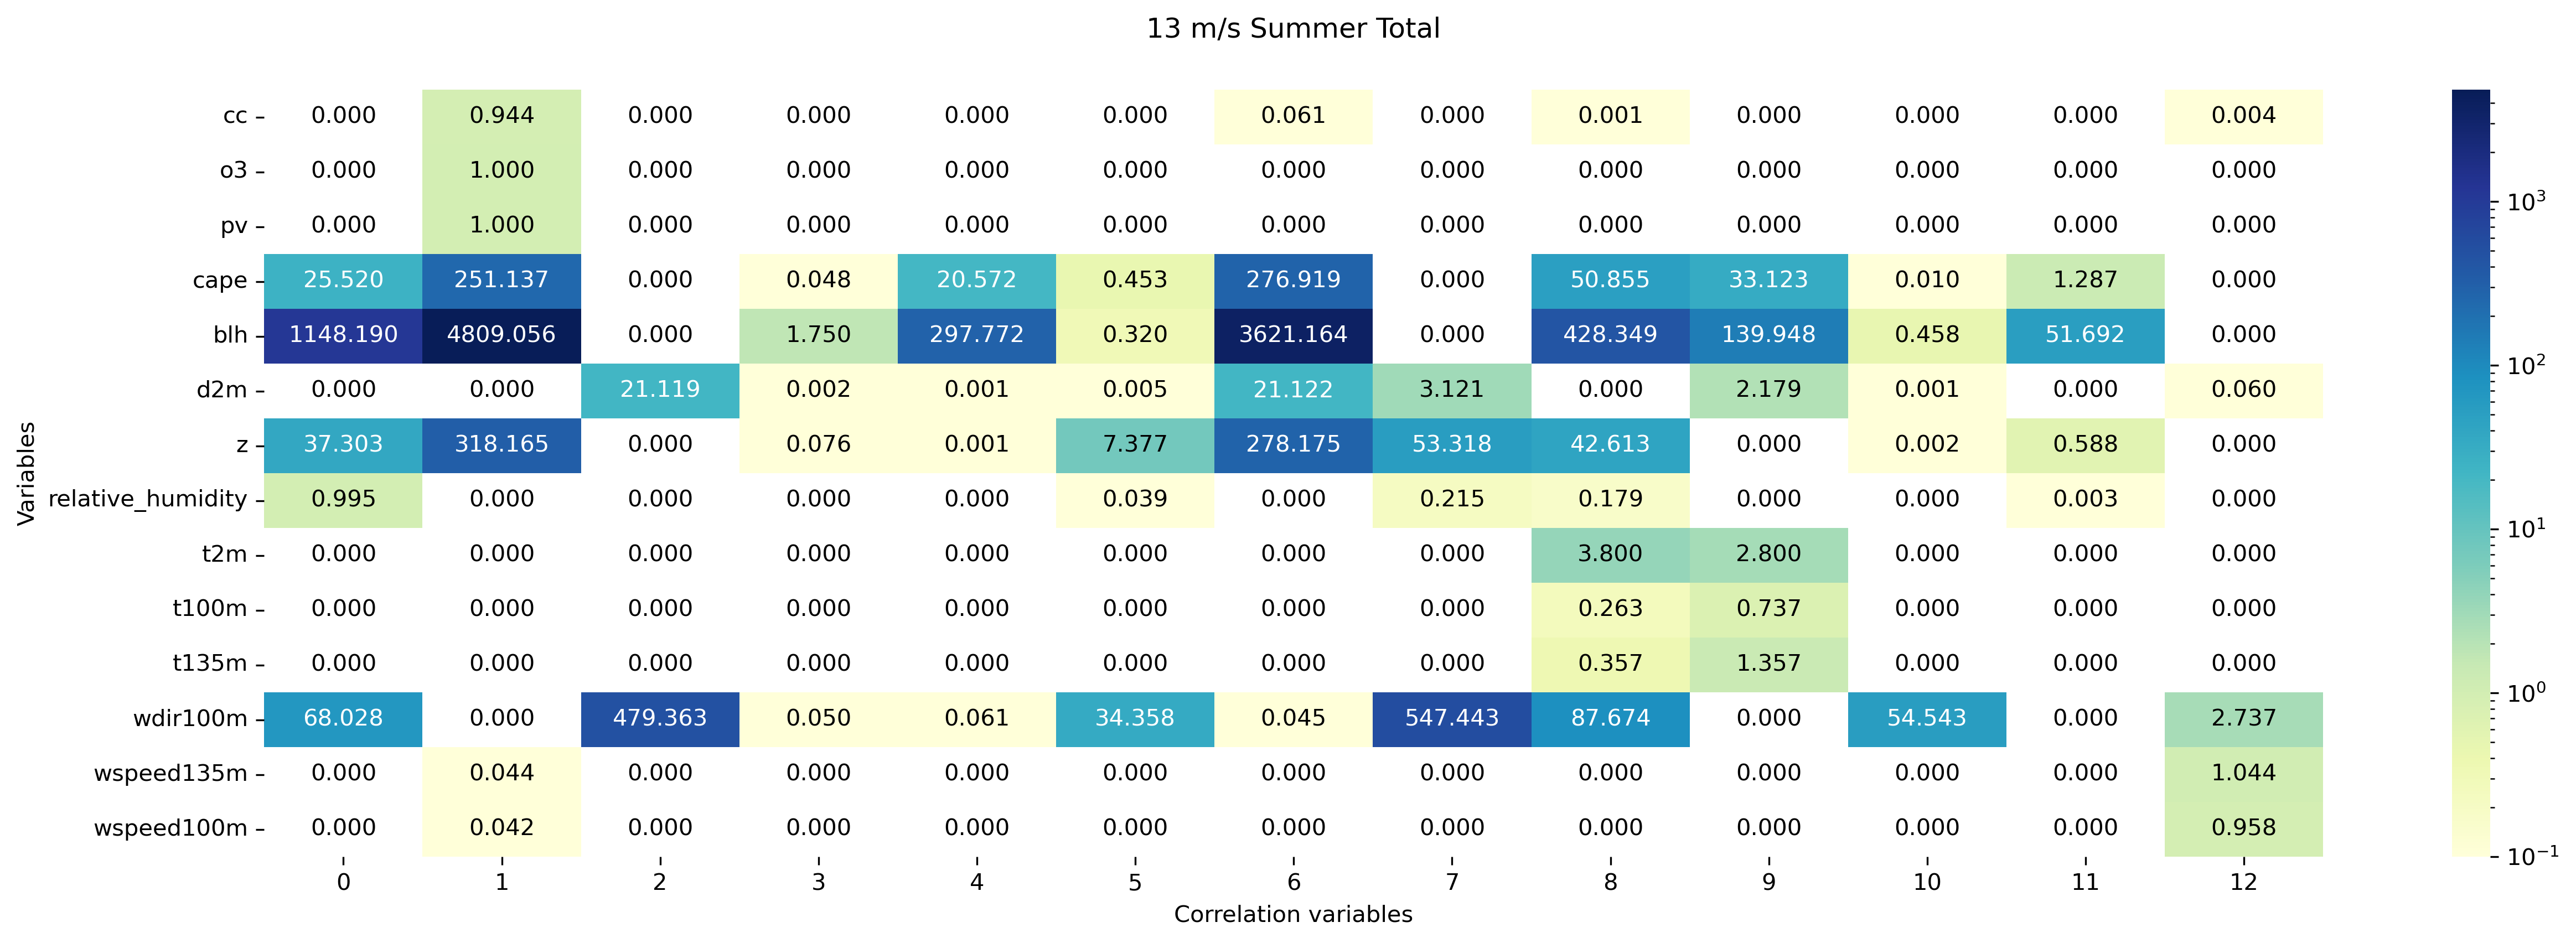 13 m/s Summer Total
cc 0.000 0.944 0.000 0.000 0.000 0.000 0.061 0.000 0.001 0.000 0.000 0.000 0.004
o3 0.000 1.000 0.000 0.000 0.000 0.000 0.000 0.000 0.000 0.000 0.000 0.000 0.000
pv 0.000 1.000 0.000 0.000 0.000 0.000 0.000 0.000 0.000 0.000 0.000 0.000 0.000
cape 25.520 251.137 0.000 0.048 20.572 0.453 276.919 0.000 50.855 33.123 0.010 1.287 0.000
blh 1148.190 4809.056 0.000 1.750 297.772 0.320 3621.164 0.000 428.349 139.948 0.458 51.692 0.000
d2m 0.000 0.000 21.119 0.002 0.001 0.005 21.122 3.121 0.000 2.179 0.001 0.000 0.060
z 37.303 318.165 0.000 0.076 0.001 7.377 278.175 53.318 42.613 0.000 0.002 0.588 0.000
relative_humidity 0.995 0.000 0.000 0.000 0.000 0.039 0.000 0.215 0.179 0.000 0.000 0.003 0.000
t2m 0.000 0.000 0.000 0.000 0.000 0.000 0.000 0.000 3.800 2.800 0.000 0.000 0.000
t100m 0.000 0.000 0.000 0.000 0.000 0.000 0.000 0.000 0.263 0.737 0.000 0.000 0.000
t135m 0.000 0.000 0.000 0.000 0.000 0.000 0.000 0.000 0.357 1.357 0.000 0.000 0.000
wdir100m 68.028 0.000 479.363 0.050 0.061 34.358 0.045 547.443 87.674 0.000 54.543 0.000 2.737
wspeed135m 0.000 0.044 0.000 0.000 0.000 0.000 0.000 0.000 0.000 0.000 0.000 0.000 1.044
wspeed100m 0.000 0.042 0.000 0.000 0.000 0.000 0.000 0.000 0.000 0.000 0.000 0.000 0.958
0 1 2 3 4 5 6 7 8 9 10 11 12
Correlation variables
Variables
10³
10²
10¹
10⁰
10⁻¹